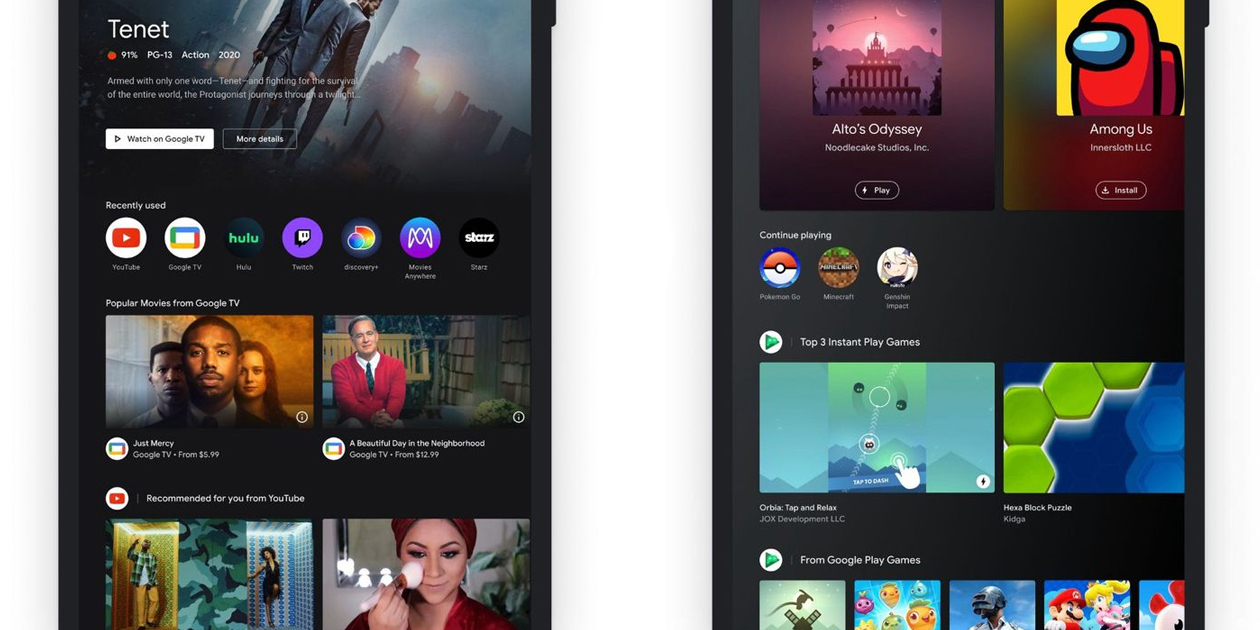 Tenet
91% PG-13 Action 2020
Armed with only one word—Tenet—and fighting for the survival
of the entire world, the Protagonist journeys through a twilight...
Watch on Google TV
More details
Recently used
hulu
starz
YouTube
Google TV
Hulu
Twitch
discovery+
Movies
Anywhere
Starz
Popular Movies from Google TV
Just Mercy
Google TV • From $5.99
A Beautiful Day in the Neighborhood
Google TV • From $12.99
Recommended for you from YouTube
Alto's Odyssey
Noodlecake Studios, Inc.
Play
Among Us
Innersloth LLC
Install
Continue playing
MINECRAFT
Pokemon Go
Minecraft
Genshin
Impact
Top 3 Instant Play Games
TAP TO DASH
Orbia: Tap and Relax
JOX Development LLC
Hexa Block Puzzle
Kidga
From Google Play Games